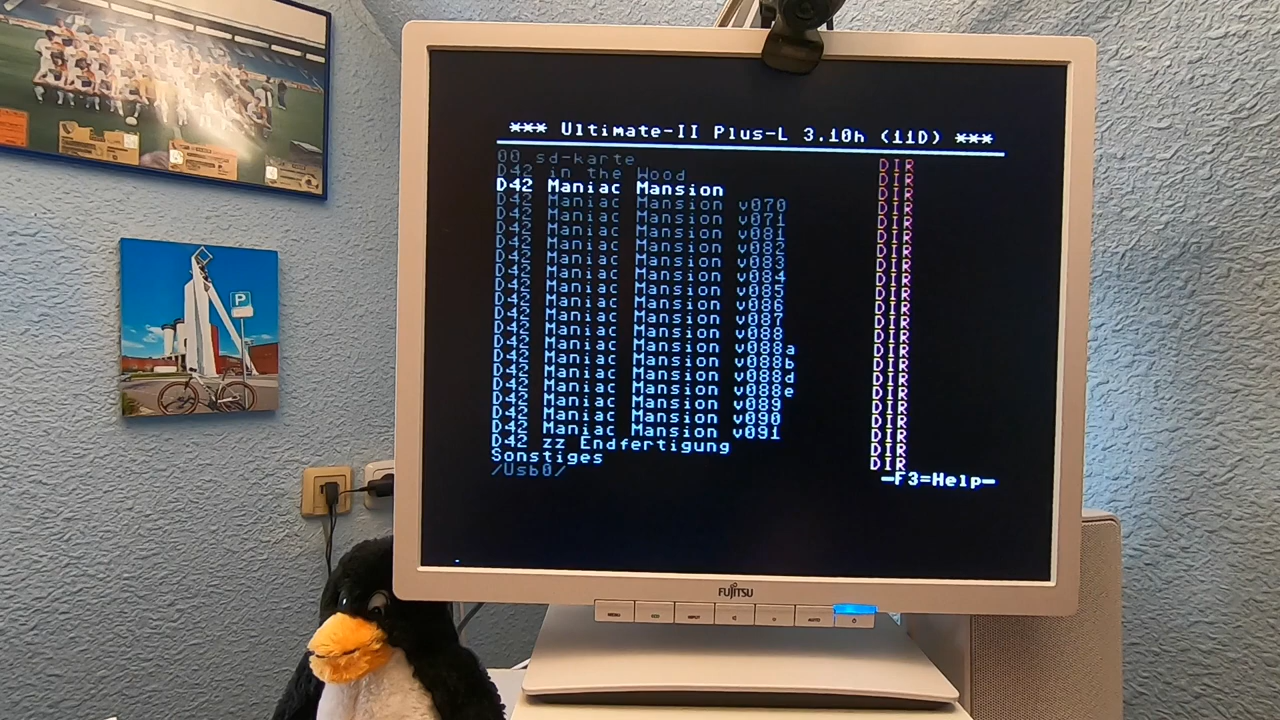 *** Ultimate-II Plus-L 3.10h (11D) ***
00 sd-karte DIR
D42 in the Wood DIR
D42 Maniac Mansion DIR
D42 Maniac Mansion v070 DIR
D42 Maniac Mansion v071 DIR
D42 Maniac Mansion v081 DIR
D42 Maniac Mansion v082 DIR
D42 Maniac Mansion v083 DIR
D42 Maniac Mansion v084 DIR
D42 Maniac Mansion v085 DIR
D42 Maniac Mansion v086 DIR
D42 Maniac Mansion v087 DIR
D42 Maniac Mansion v088 DIR
D42 Maniac Mansion v088a DIR
D42 Maniac Mansion v088b DIR
D42 Maniac Mansion v088d DIR
D42 Maniac Mansion v088e DIR
D42 Maniac Mansion v089 DIR
D42 Maniac Mansion v090 DIR
D42 Maniac Mansion v091 DIR
D42 zz Endfertigung DIR
Sonstiges DIR
/Usb0/ F3=Help
FUJITSU
MENU ECO INPUT AUTO
P